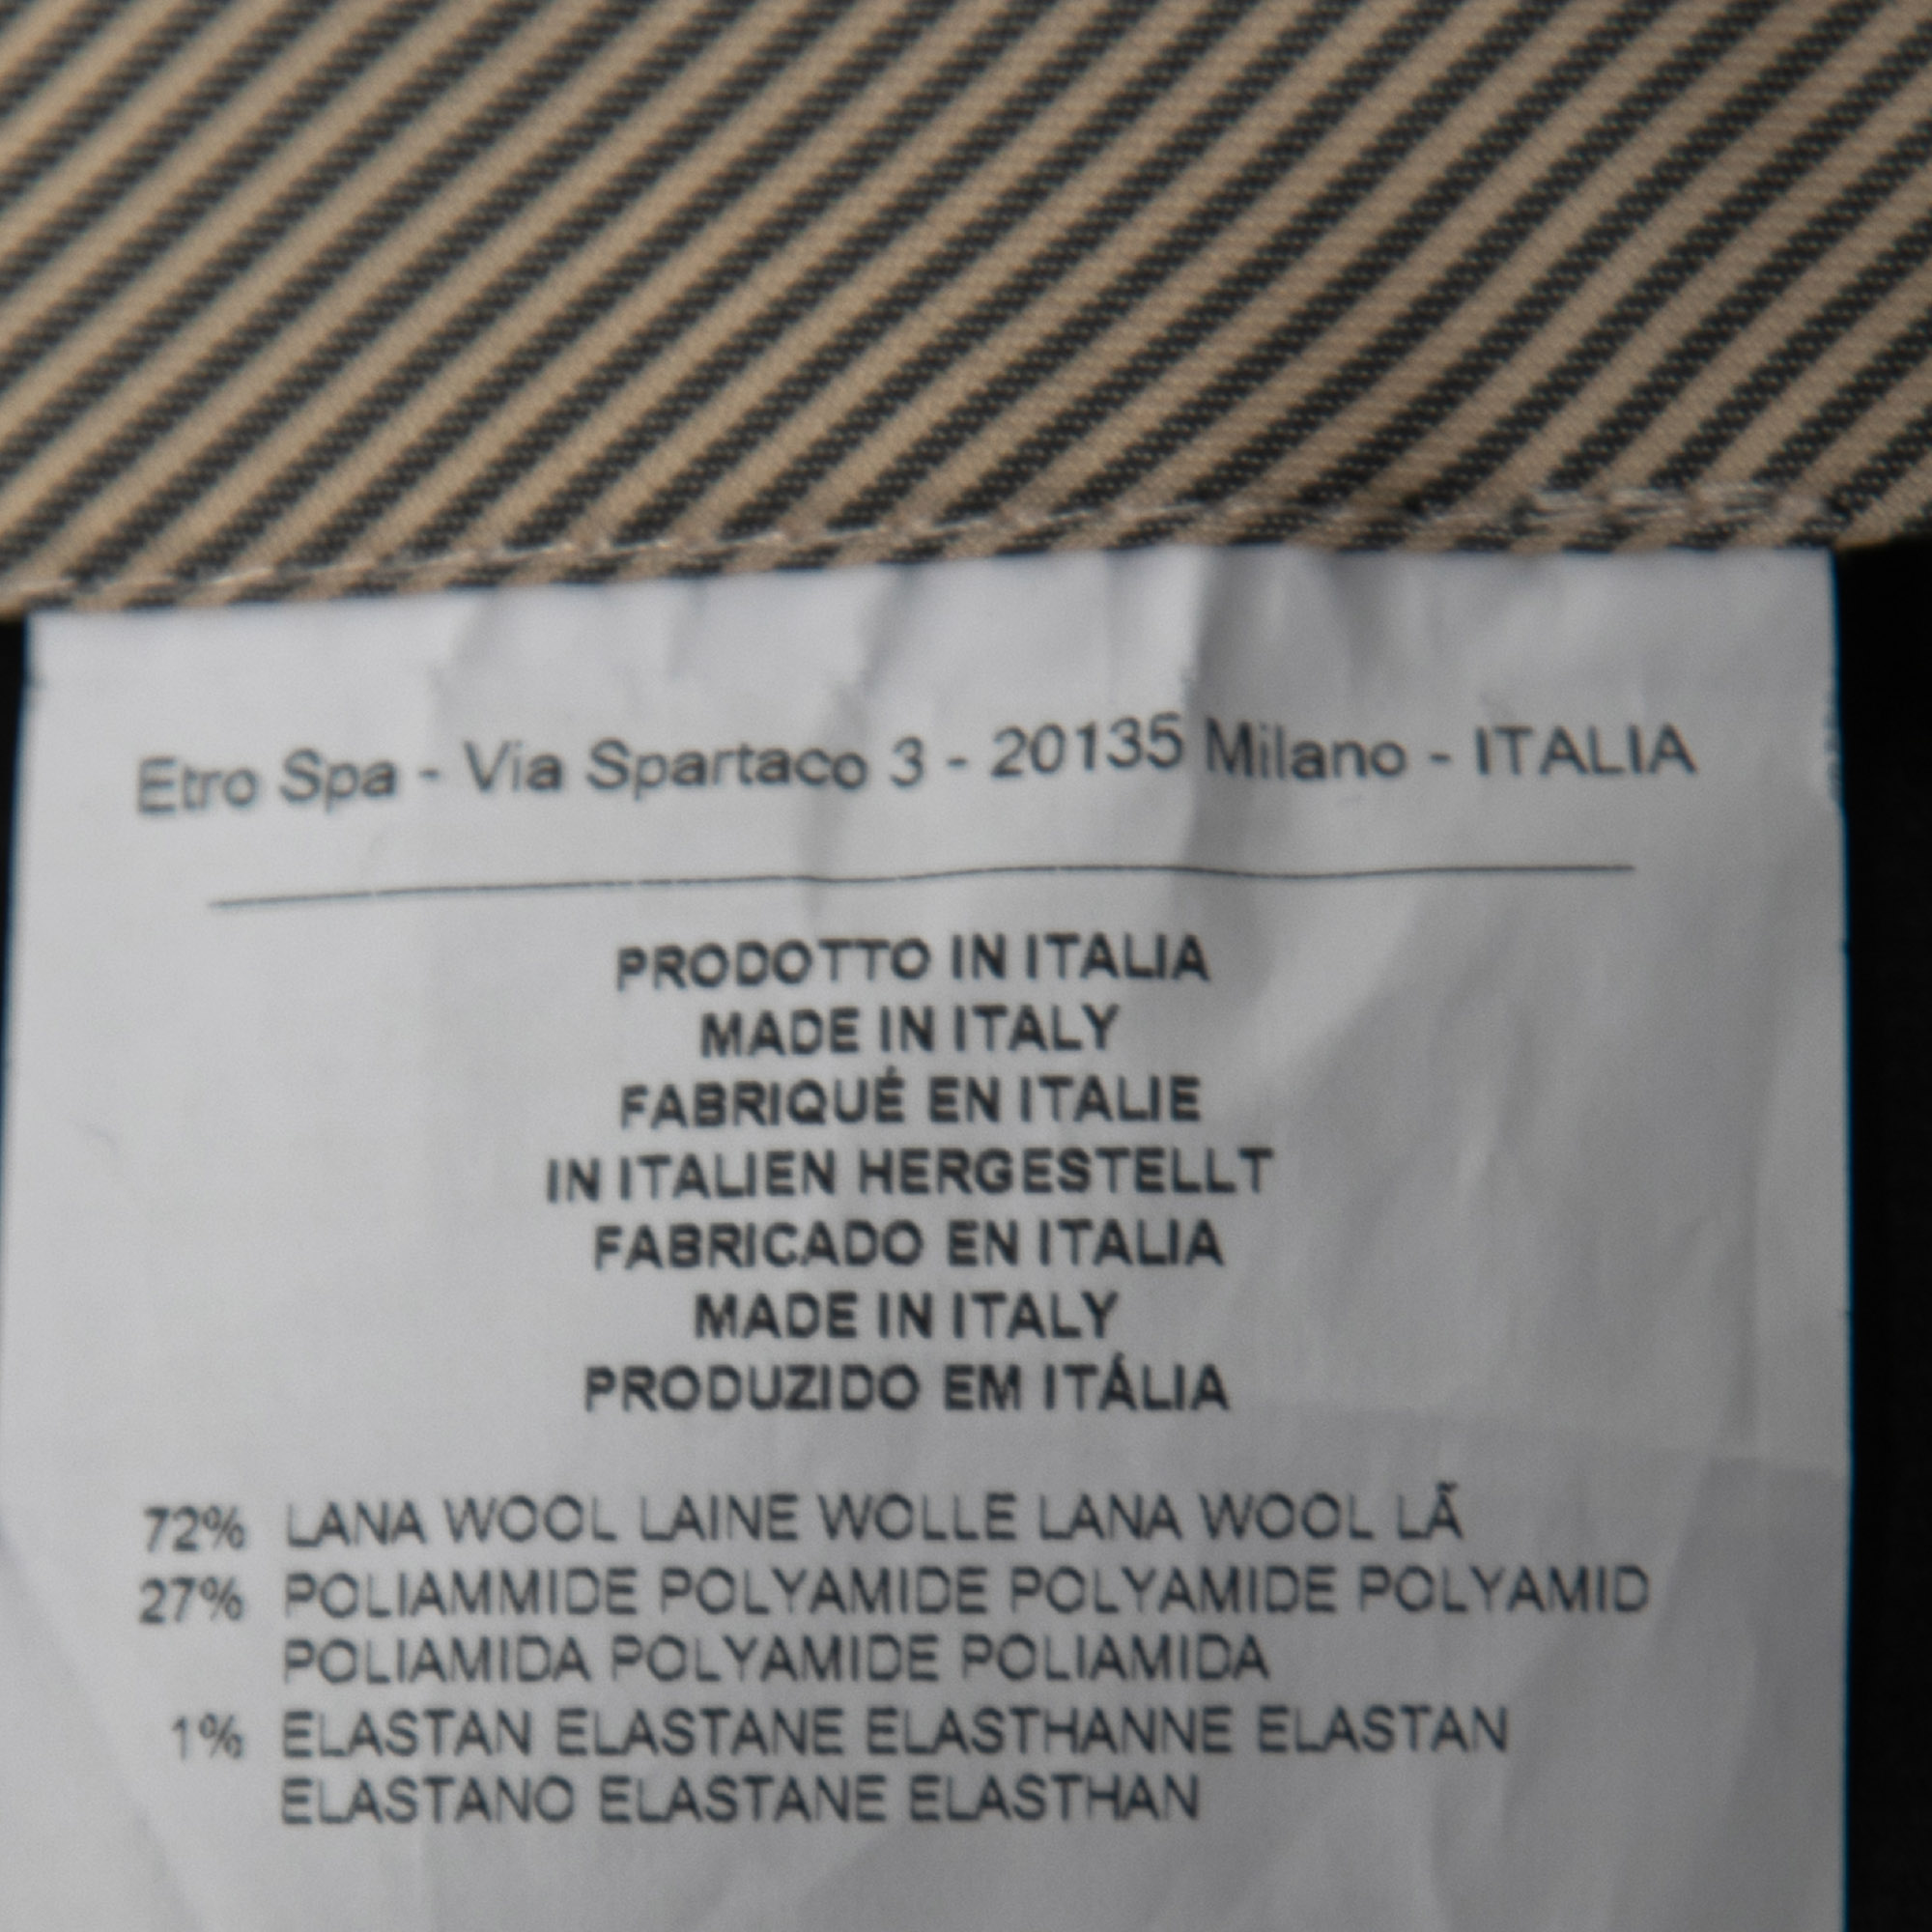 Etro Spa - Via Spartaco 3 - 20135 Milano - ITALIA
PRODOTTO IN ITALIA
MADE IN ITALY
FABRIQUÉ EN ITALIE
IN ITALIEN HERGESTELLT
FABRICADO EN ITALIA
MADE IN ITALY
PRODUZIDO EM ITÁLIA
72% LANA WOOL LAINE WOLLE LANA WOOL LÃ
27% POLIAMMIDE POLYAMIDE POLYAMIDE POLYAMID
POLIAMIDA POLYAMIDE POLIAMIDA
1% ELASTAN ELASTANE ELASTHANNE ELASTAN
ELASTANO ELASTANE ELASTHAN